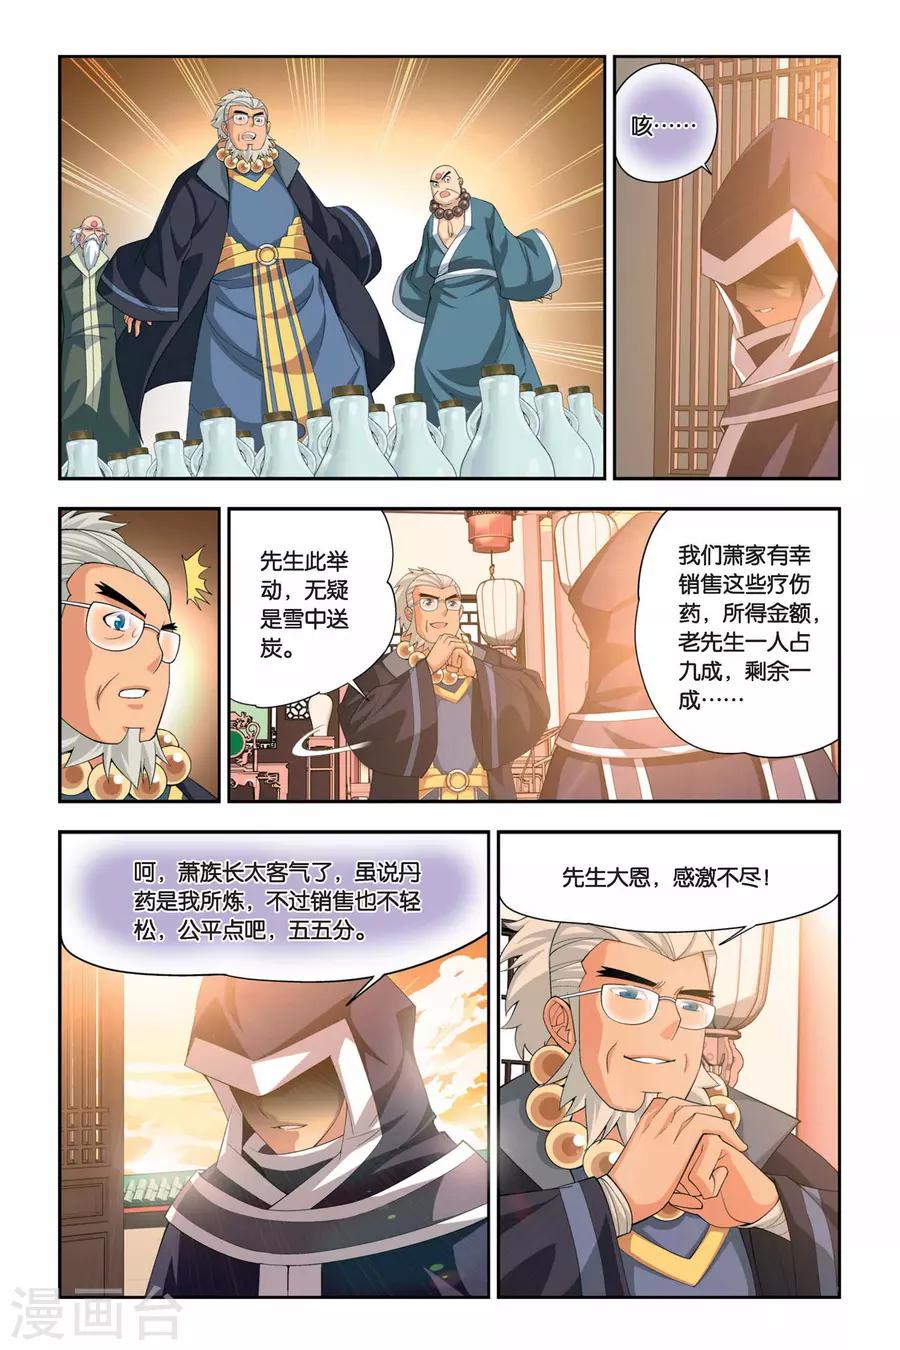 咳……
先生此举
动，无疑
是雪中送
炭。
我们萧家有幸
销售这些疗伤
药，所得金额，
老先生一人占
九成，剩余一
成……
呵，萧族长太客气了，虽说丹
药是我所炼，不过销售也不轻
松，公平点吧，五五分。
先生大恩，感激不尽！
漫画台